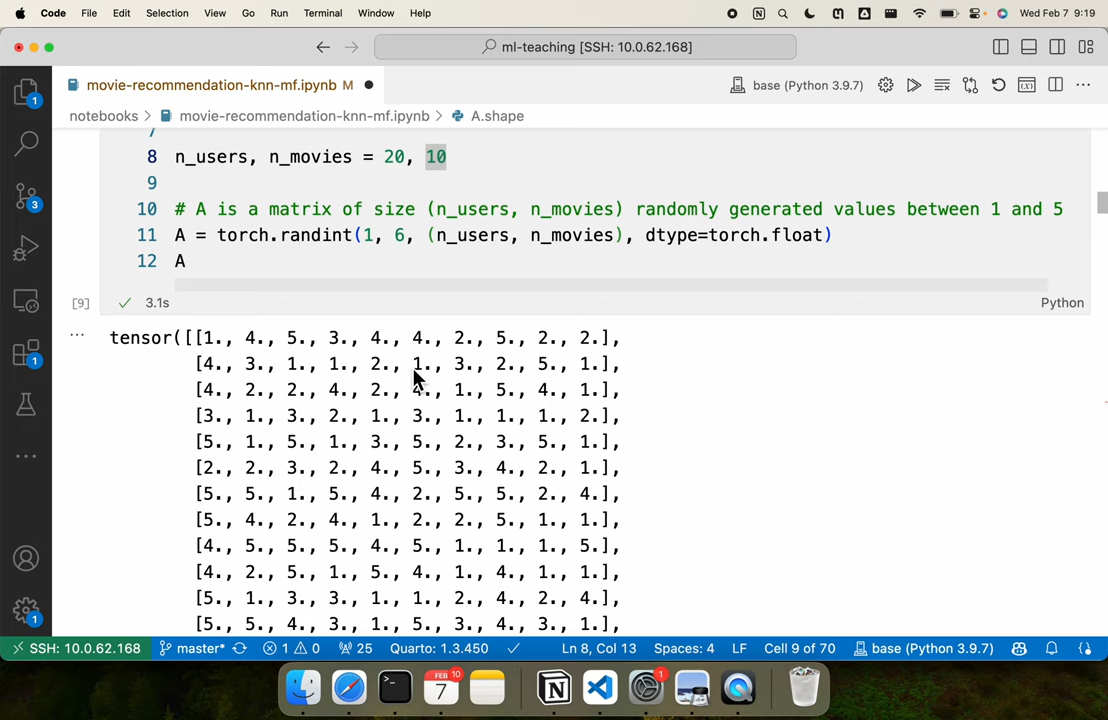 Code File Edit Selection View Go Run Terminal Window Help Wed Feb 7 9:19
ml-teaching [SSH: 10.0.62.168]
movie-recommendation-knn-mf.ipynb M base (Python 3.9.7)
notebooks > movie-recommendation-knn-mf.ipynb > A.shape
7
8 n_users, n_movies = 20, 10
9
10 # A is a matrix of size (n_users, n_movies) randomly generated values between 1 and 5
11 A = torch.randint(1, 6, (n_users, n_movies), dtype=torch.float)
12 A
[9] 3.1s Python
... tensor([[1., 4., 5., 3., 4., 4., 2., 5., 2., 2.],
[4., 3., 1., 1., 2., 1., 3., 2., 5., 1.],
[4., 2., 2., 4., 2., 4., 1., 5., 4., 1.],
[3., 1., 3., 2., 1., 3., 1., 1., 1., 2.],
[5., 1., 5., 1., 3., 5., 2., 3., 5., 1.],
[2., 2., 3., 2., 4., 5., 3., 4., 2., 1.],
[5., 5., 1., 5., 4., 2., 5., 5., 2., 4.],
[5., 4., 2., 4., 1., 2., 2., 5., 1., 1.],
[4., 5., 5., 5., 4., 5., 1., 1., 1., 5.],
[4., 2., 5., 1., 5., 4., 1., 4., 1., 1.],
[5., 1., 3., 3., 1., 1., 2., 4., 2., 4.],
[5., 5., 4., 3., 1., 5., 3., 4., 3., 1.],
1
3
1
1
SSH: 10.0.62.168 master* 1 0 25 Quarto: 1.3.450 Ln 8, Col 13 Spaces: 4 LF Cell 9 of 70 base (Python 3.9.7)
FEB 10 7 1